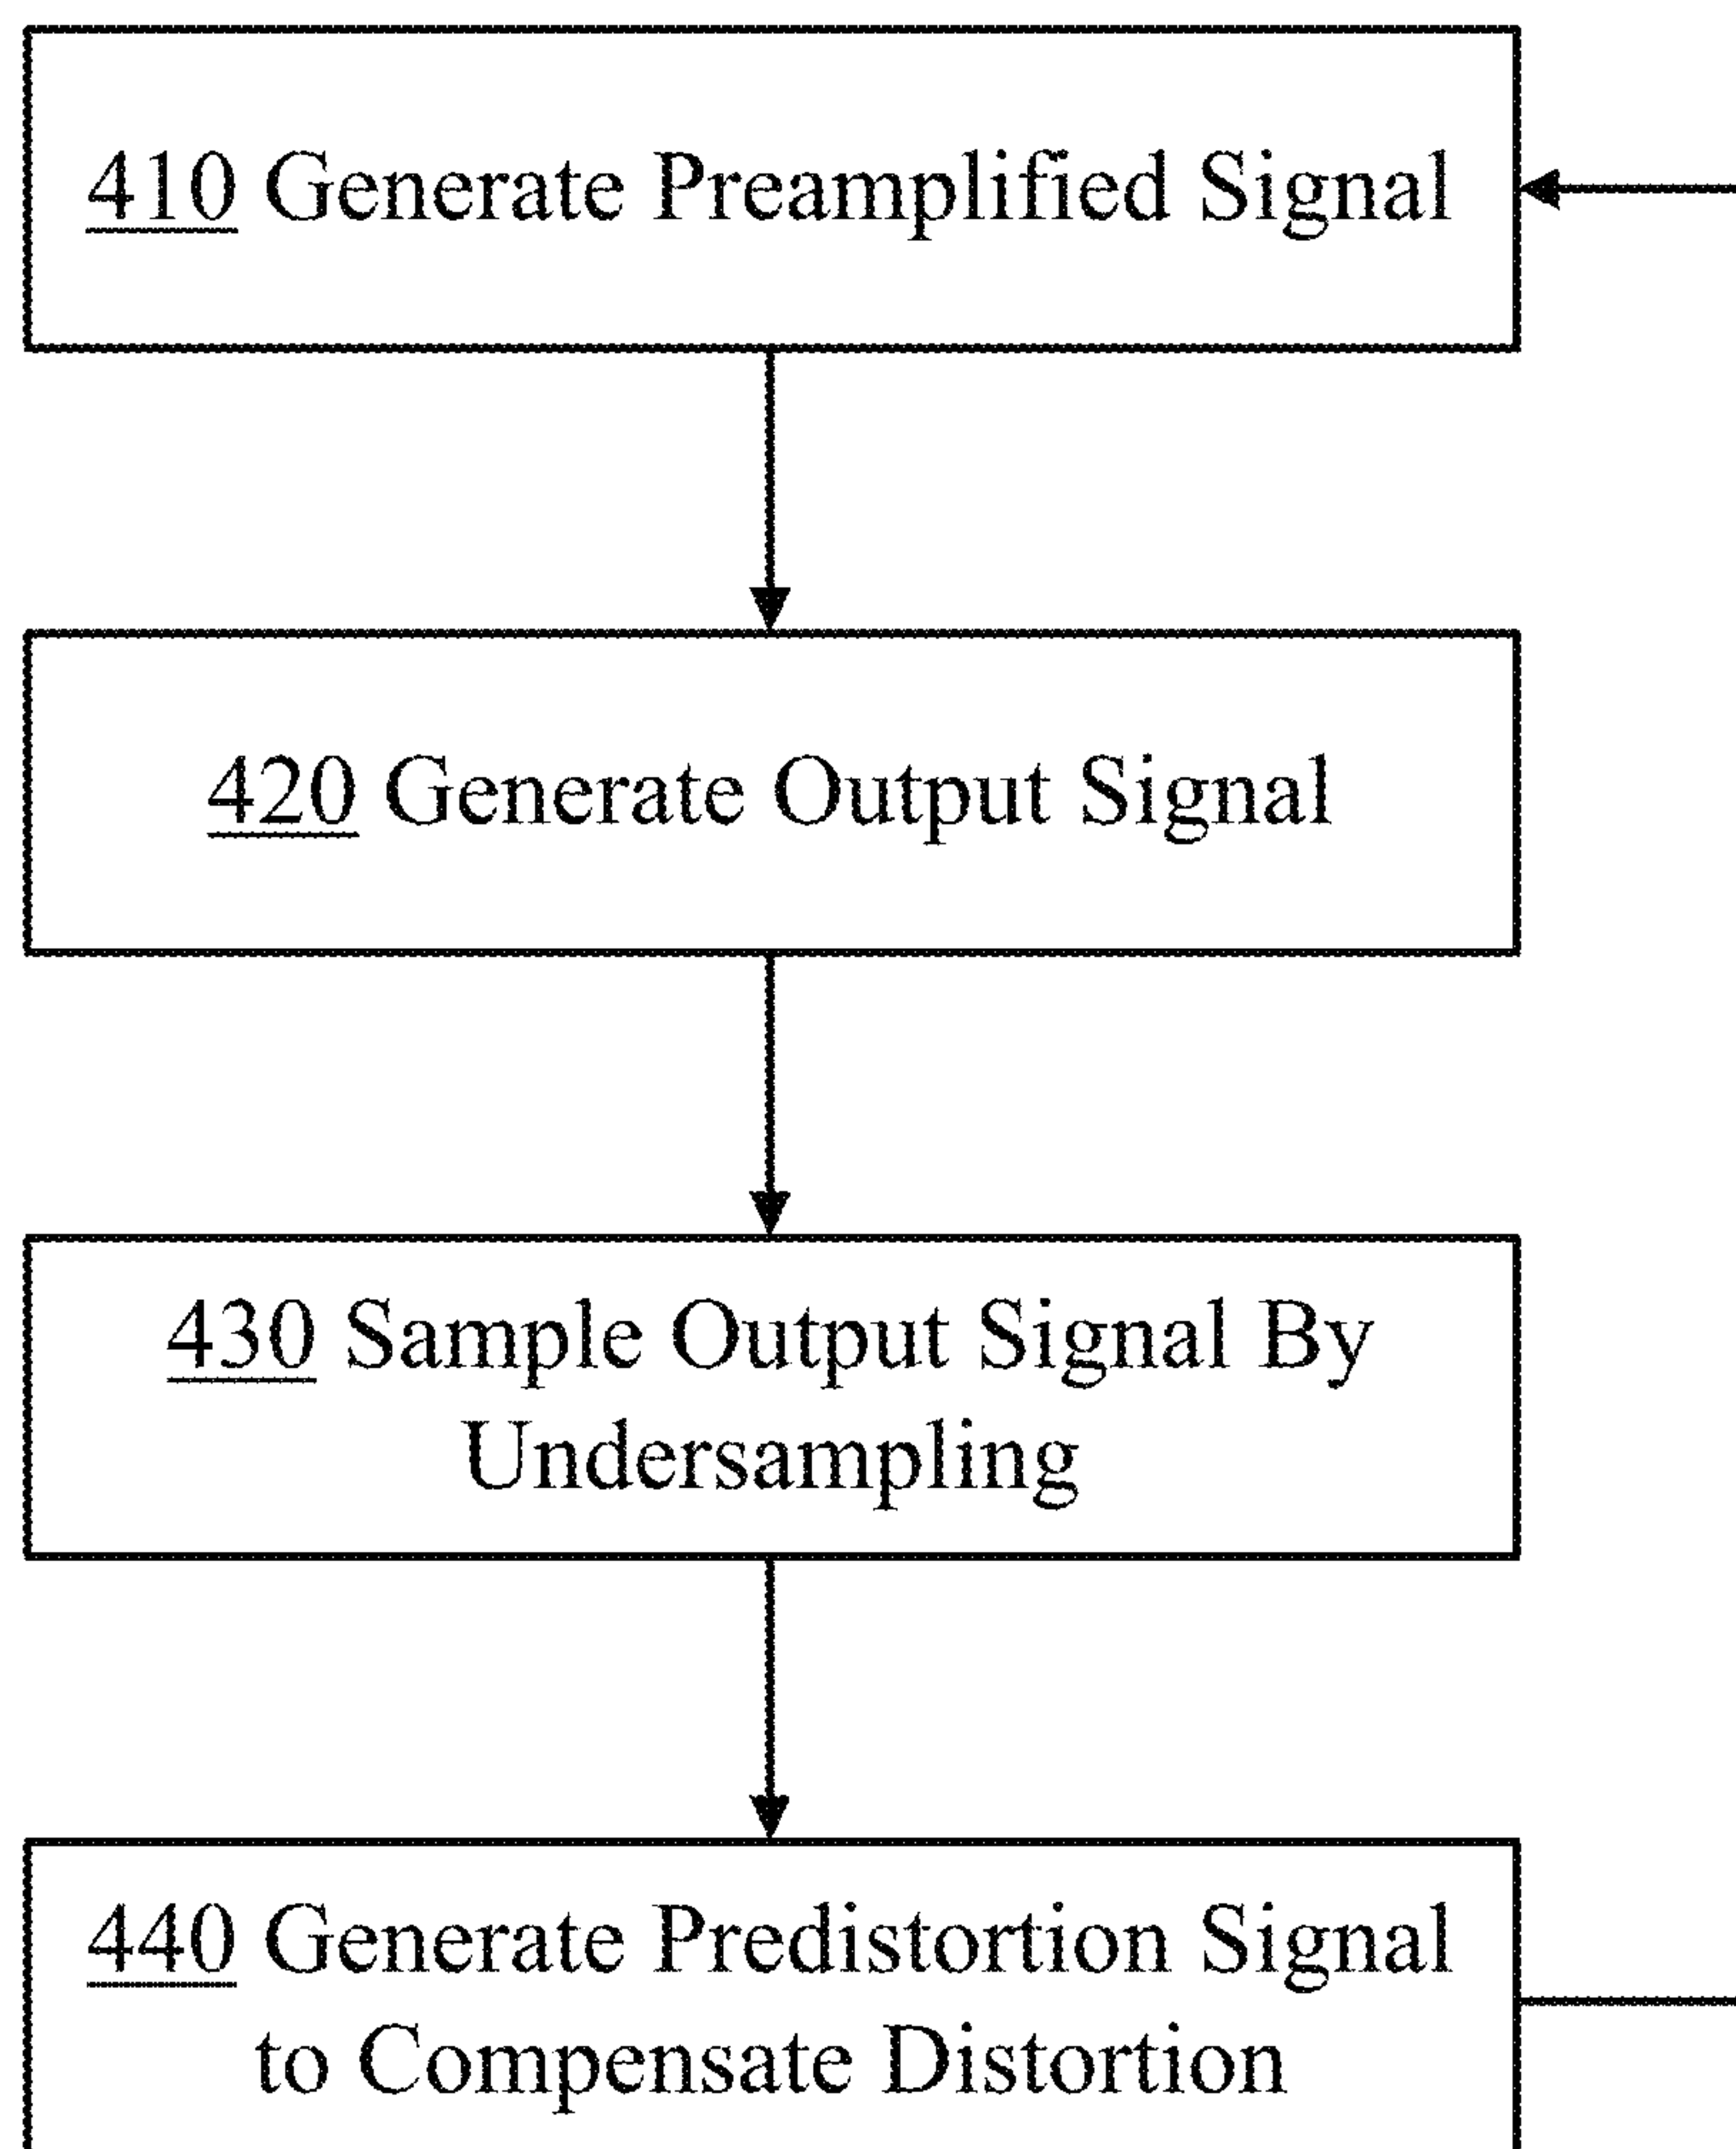 410 Generate Preamplified Signal
420 Generate Output Signal
430 Sample Output Signal By
Undersampling
440 Generate Predistortion Signal
to Compensate Distortion